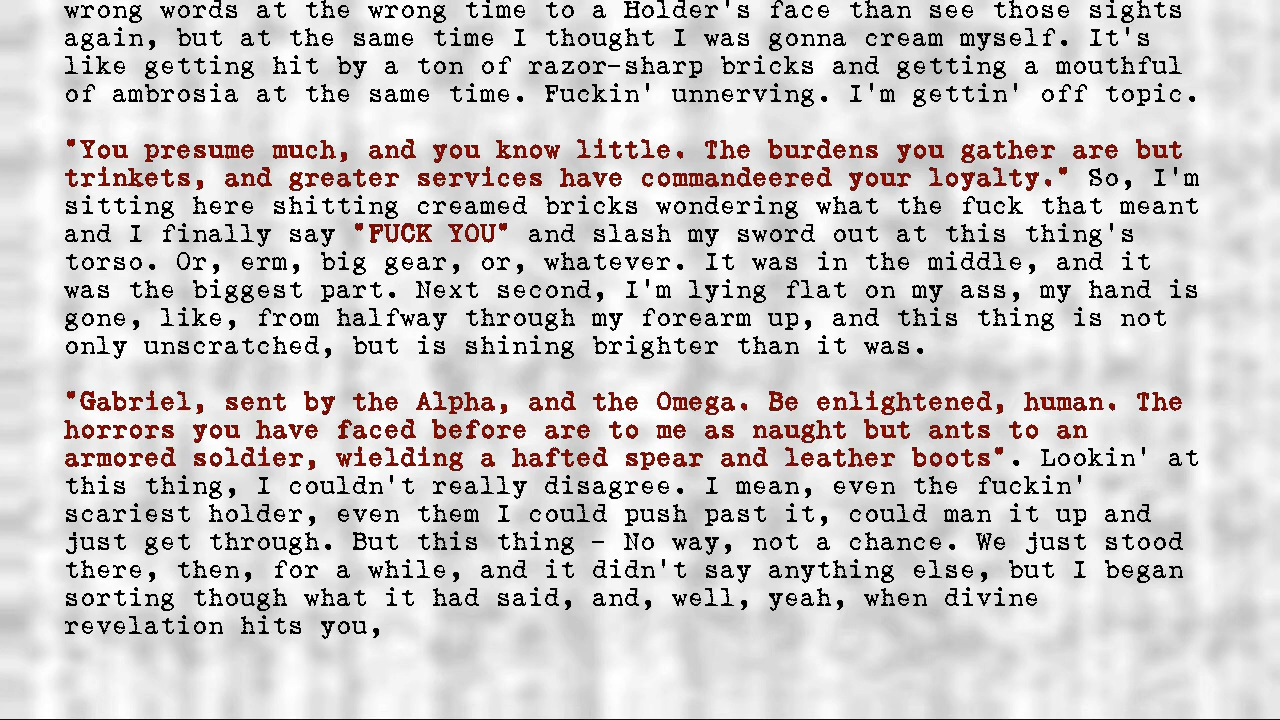 wrong words at the wrong time to a Holder's face than see those sights
again, but at the same time I thought I was gonna cream myself. It's
like getting hit by a ton of razor-sharp bricks and getting a mouthful
of ambrosia at the same time. Fuckin' unnerving. I'm gettin' off topic.
"You presume much, and you know little. The burdens you gather are but
trinkets, and greater services have commandeered your loyalty." So, I'm
sitting here shitting creamed bricks wondering what the fuck that meant
and I finally say "FUCK YOU" and slash my sword out at this thing's
torso. Or, erm, big gear, or, whatever. It was in the middle, and it
was the biggest part. Next second, I'm lying flat on my ass, my hand is
gone, like, from halfway through my forearm up, and this thing is not
only unscratched, but is shining brighter than it was.
"Gabriel, sent by the Alpha, and the Omega. Be enlightened, human. The
horrors you have faced before are to me as naught but ants to an
armored soldier, wielding a hafted spear and leather boots". Lookin' at
this thing, I couldn't really disagree. I mean, even the fuckin'
scariest holder, even them I could push past it, could man it up and
just get through. But this thing - No way, not a chance. We just stood
there, then, for a while, and it didn't say anything else, but I began
sorting though what it had said, and, well, yeah, when divine
revelation hits you,